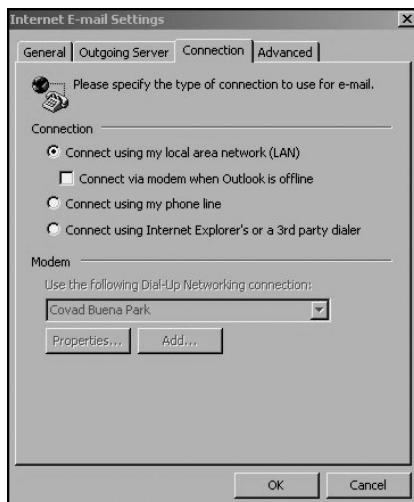 Internet E-mail Settings
General Outgoing Server Connection Advanced
Please specify the type of connection to use for e-mail.
Connection
Connect using my local area network (LAN)
Connect via modem when Outlook is offline
Connect using my phone line
Connect using Internet Explorer's or a 3rd party dialer
Modem
Use the following Dial-Up Networking connection:
Covad Buena Park
Properties... Add...
OK Cancel